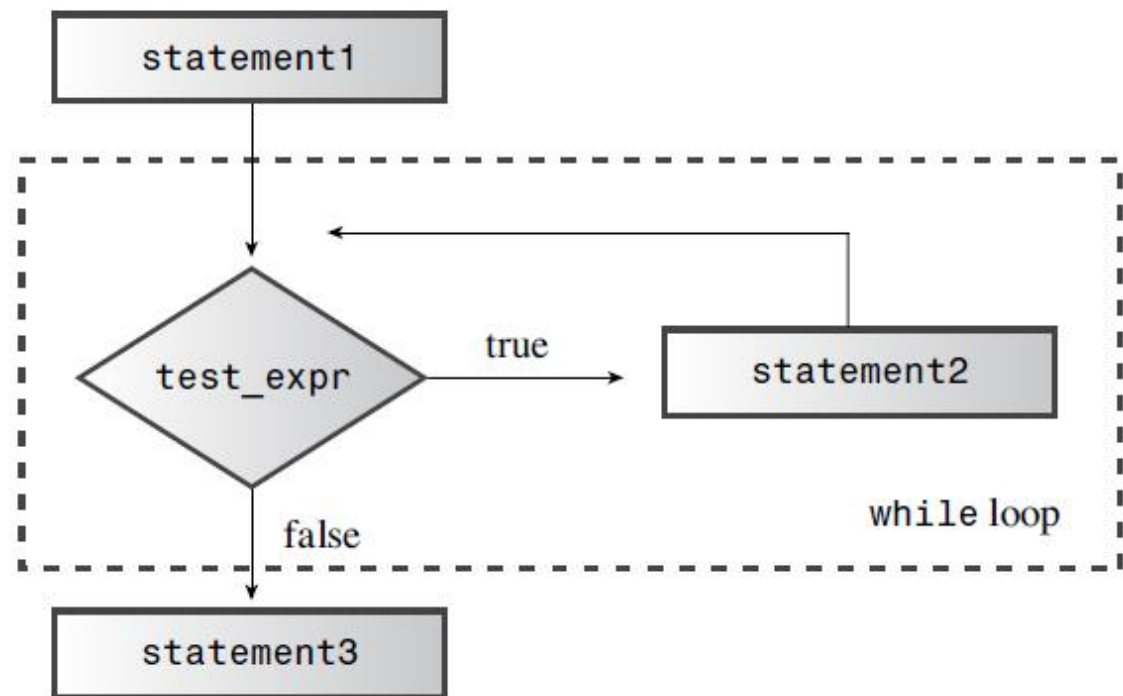 statement1
true
test_expr
statement2
while loop
false
statement3